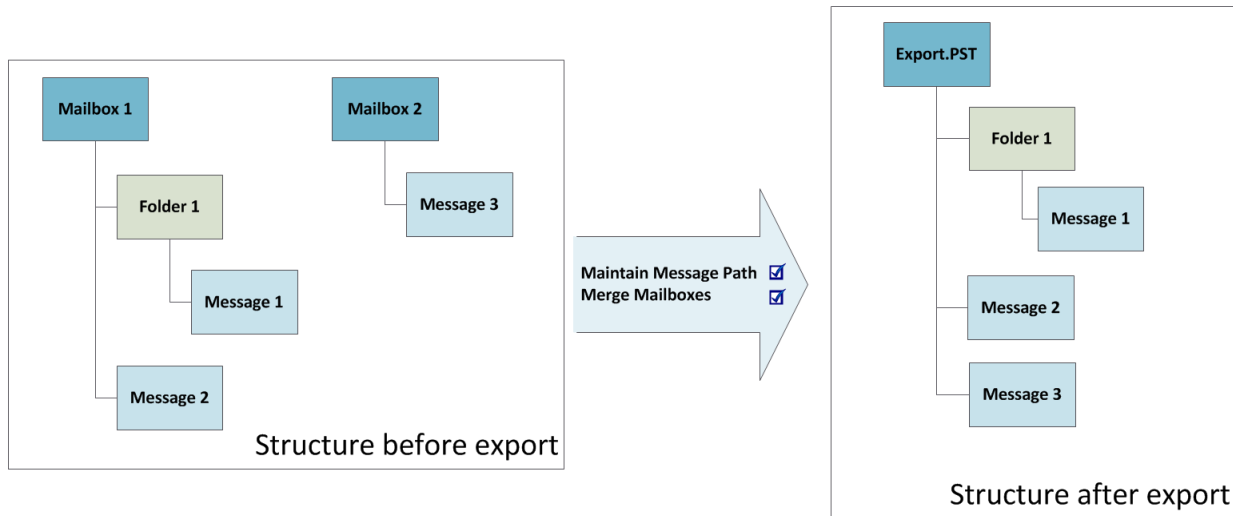 Mailbox 1
Mailbox 2
Folder 1
Message 3
Message 1
Message 2
Structure before export
Maintain Message Path
Merge Mailboxes
Export.PST
Folder 1
Message 1
Message 2
Message 3
Structure after export